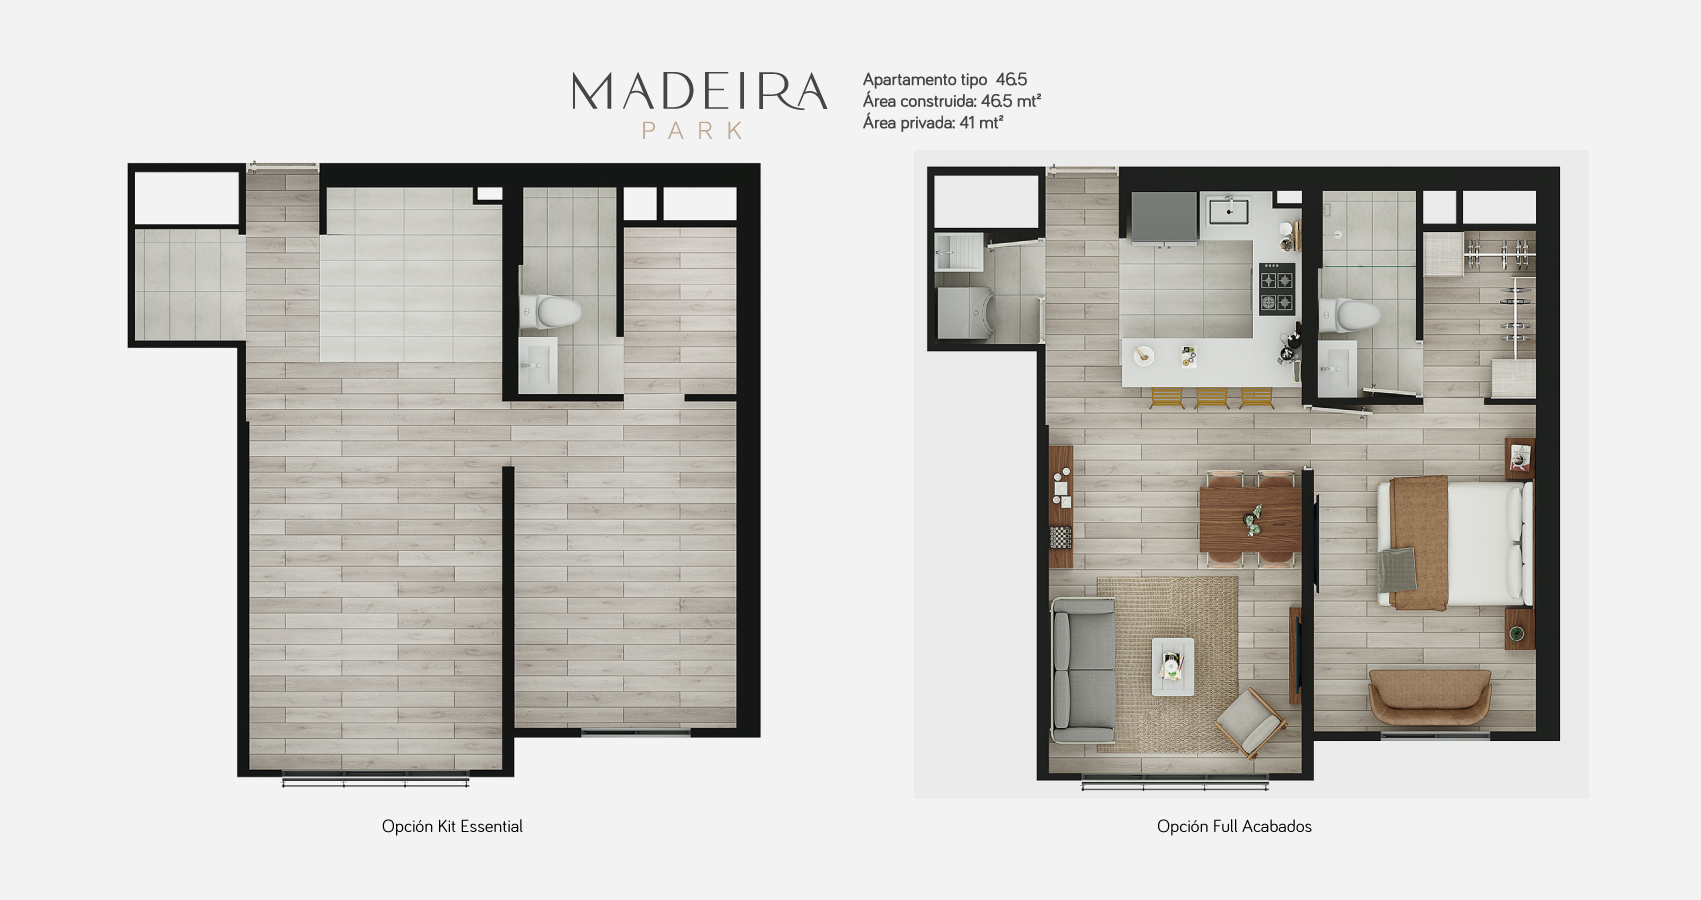 MADEIRA
PARK
Apartamento tipo 46.5
Área construida: 46.5 mt²
Área privada: 41 mt²
Opción Kit Essential
Opción Full Acabados